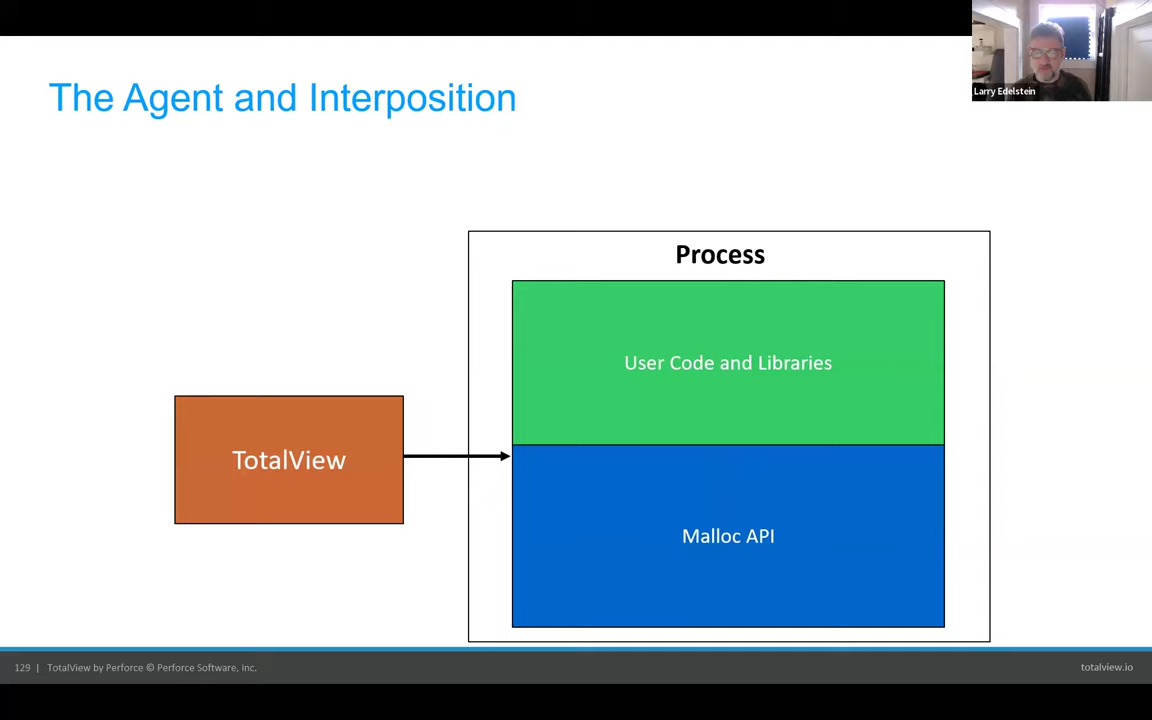 The Agent and Interposition
Larry Edelstein
Process
User Code and Libraries
TotalView
Malloc API
129 | TotalView by Perforce © Perforce Software, Inc.
totalview.io